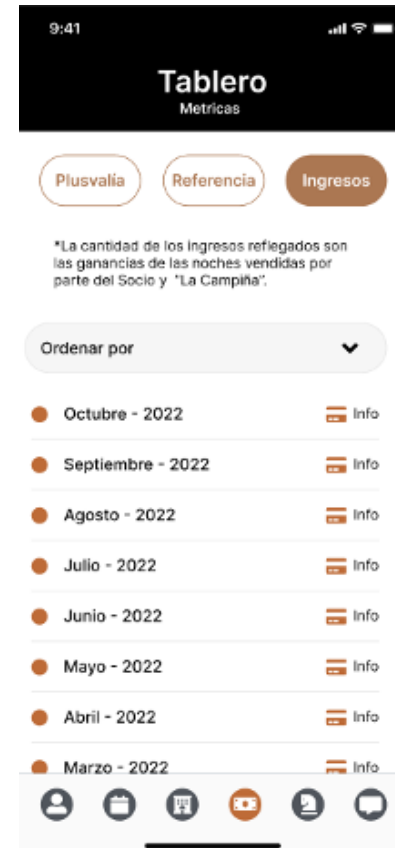 9:41
Tablero
Metricas
Plusvalía
Referencia
Ingresos
*La cantidad de los ingresos reflegados son
las ganancias de las noches vendidas por
parte del Socio y "La Campiña".
Ordenar por
Octubre - 2022
Info
Septiembre - 2022
Info
Agosto - 2022
Info
Julio - 2022
Info
Junio - 2022
Info
Mayo - 2022
Info
Abril - 2022
Info
Marzo - 2022
Info